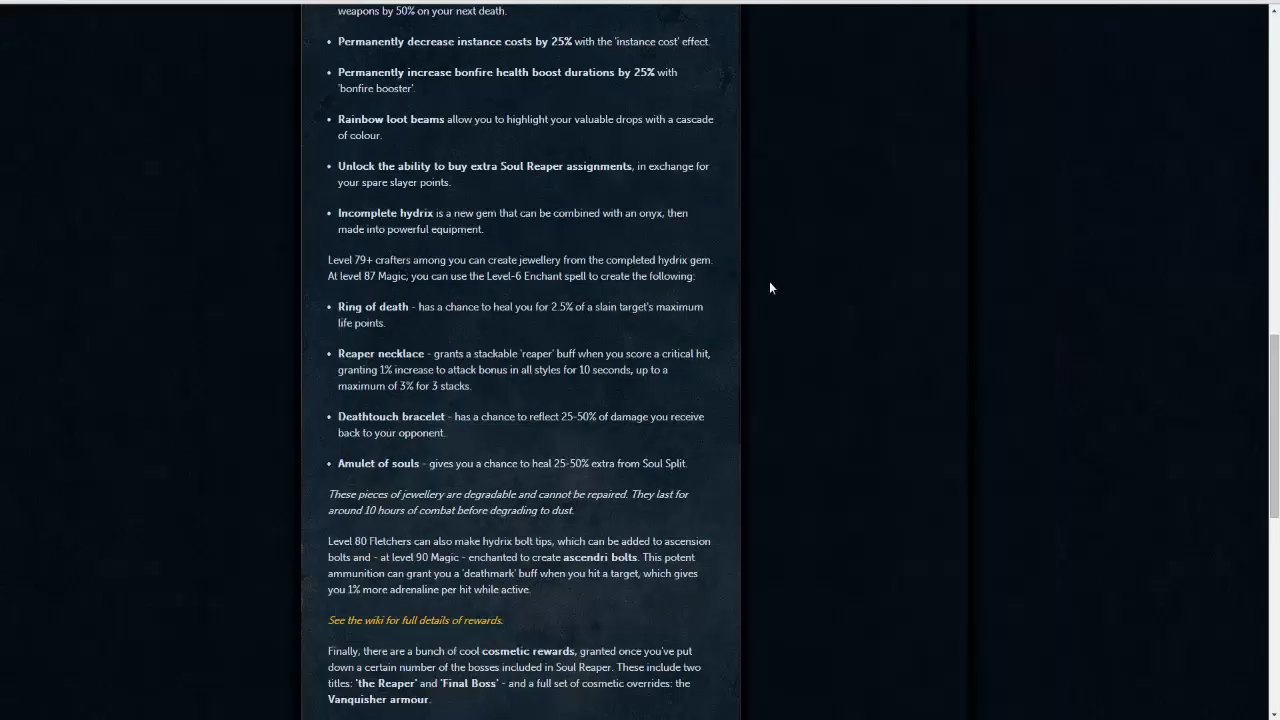 weapons by 50% on your next death.
• Permanently decrease instance costs by 25% with the 'instance cost' effect.
• Permanently increase bonfire health boost durations by 25% with
'bonfire booster'.
• Rainbow loot beams allow you to highlight your valuable drops with a cascade
of colour.
• Unlock the ability to buy extra Soul Reaper assignments, in exchange for
your spare slayer points.
• Incomplete hydrix is a new gem that can be combined with an onyx, then
made into powerful equipment.
Level 79+ crafters among you can create jewellery from the completed hydrix gem.
At level 87 Magic, you can use the Level-6 Enchant spell to create the following:
• Ring of death - has a chance to heal you for 2.5% of a slain target's maximum
life points.
• Reaper necklace - grants a stackable 'reaper' buff when you score a critical hit,
granting 1% increase to attack bonus in all styles for 10 seconds, up to a
maximum of 3% for 3 stacks.
• Deathtouch bracelet - has a chance to reflect 25-50% of damage you receive
back to your opponent.
• Amulet of souls - gives you a chance to heal 25-50% extra from Soul Split.
These pieces of jewellery are degradable and cannot be repaired. They last for
around 10 hours of combat before degrading to dust.
Level 80 Fletchers can also make hydrix bolt tips, which can be added to ascension
bolts and - at level 90 Magic - enchanted to create ascendri bolts. This potent
ammunition can grant you a 'deathmark' buff when you hit a target, which gives
you 1% more adrenaline per hit while active.
See the wiki for full details of rewards.
Finally, there are a bunch of cool cosmetic rewards, granted once you've put
down a certain number of the bosses included in Soul Reaper. These include two
titles: 'the Reaper' and 'Final Boss' - and a full set of cosmetic overrides: the
Vanquisher armour.